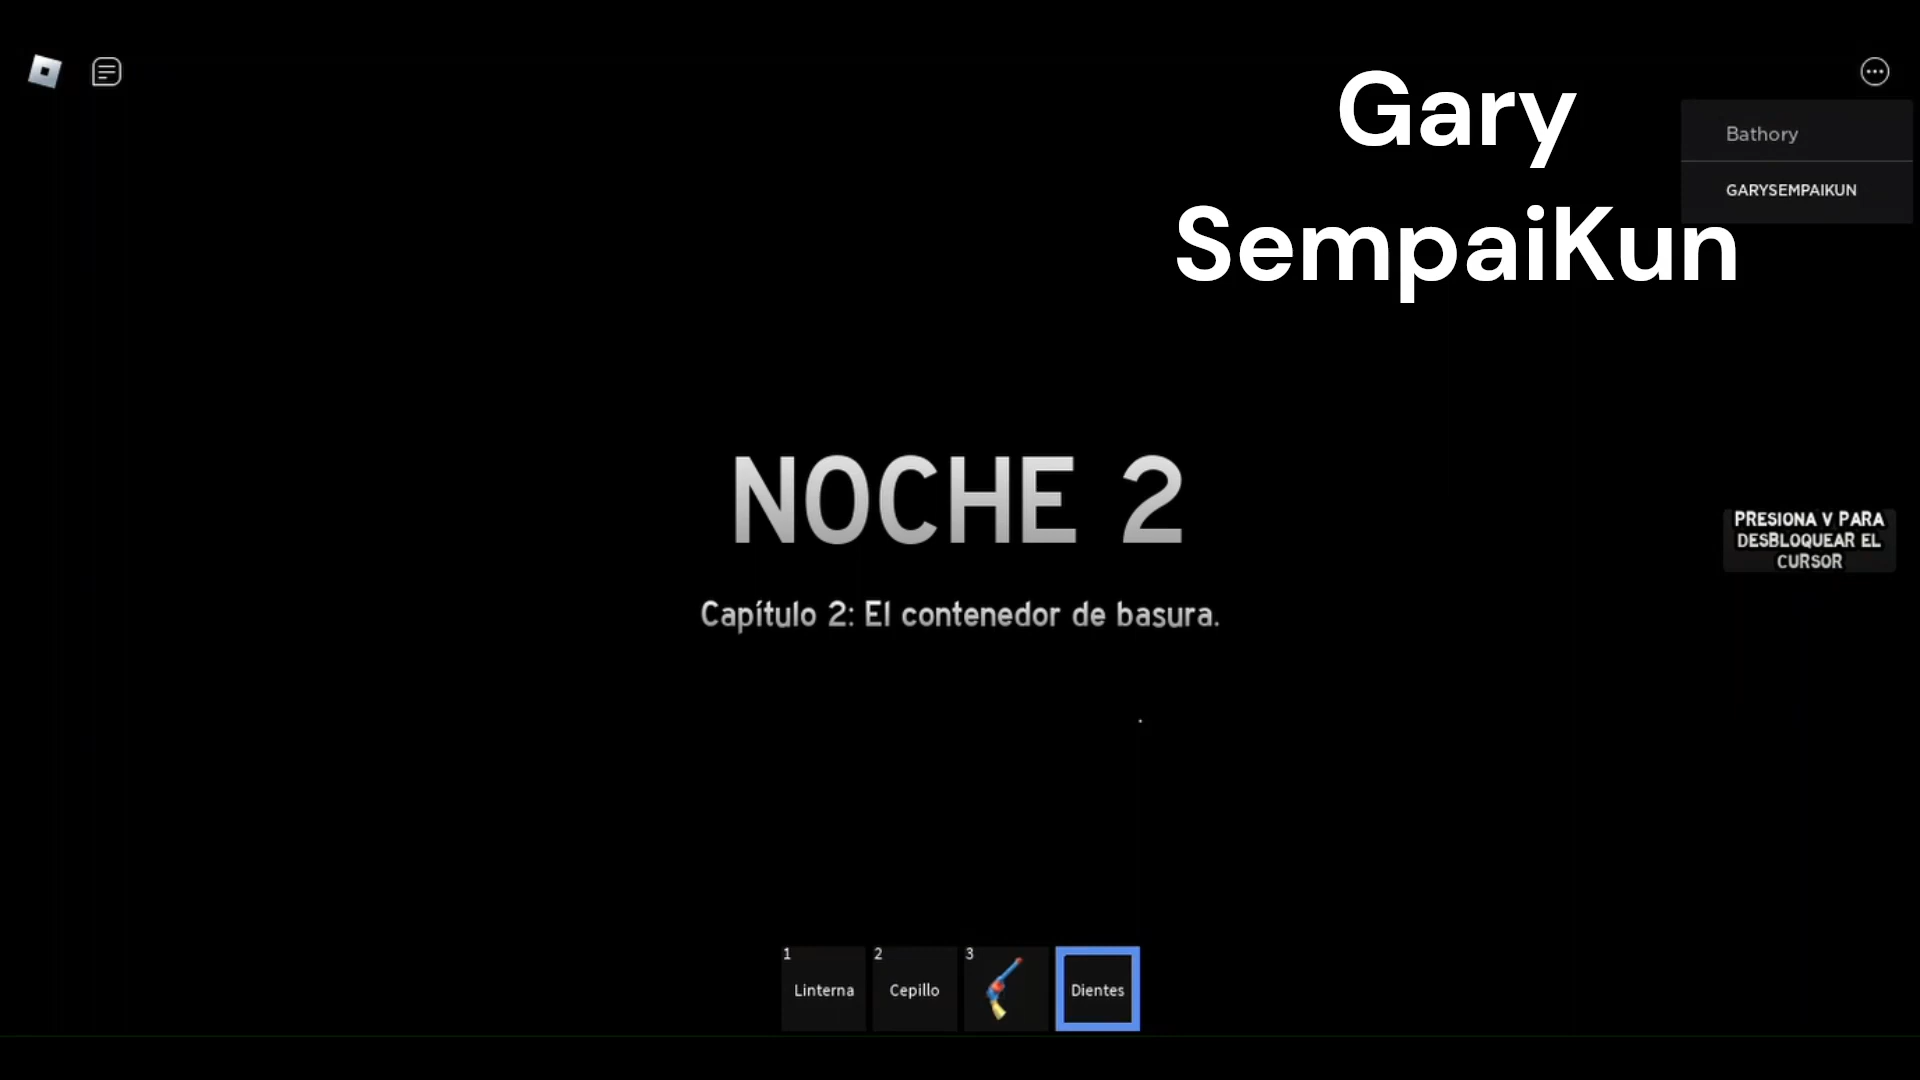 Gary
SempaiKun
Bathory
GARYSEMPAIKUN
NOCHE 2
Capítulo 2: El contenedor de basura.
PRESIONA V PARA
DESBLOQUEAR EL
CURSOR
1
Linterna
2
Cepillo
3
Dientes